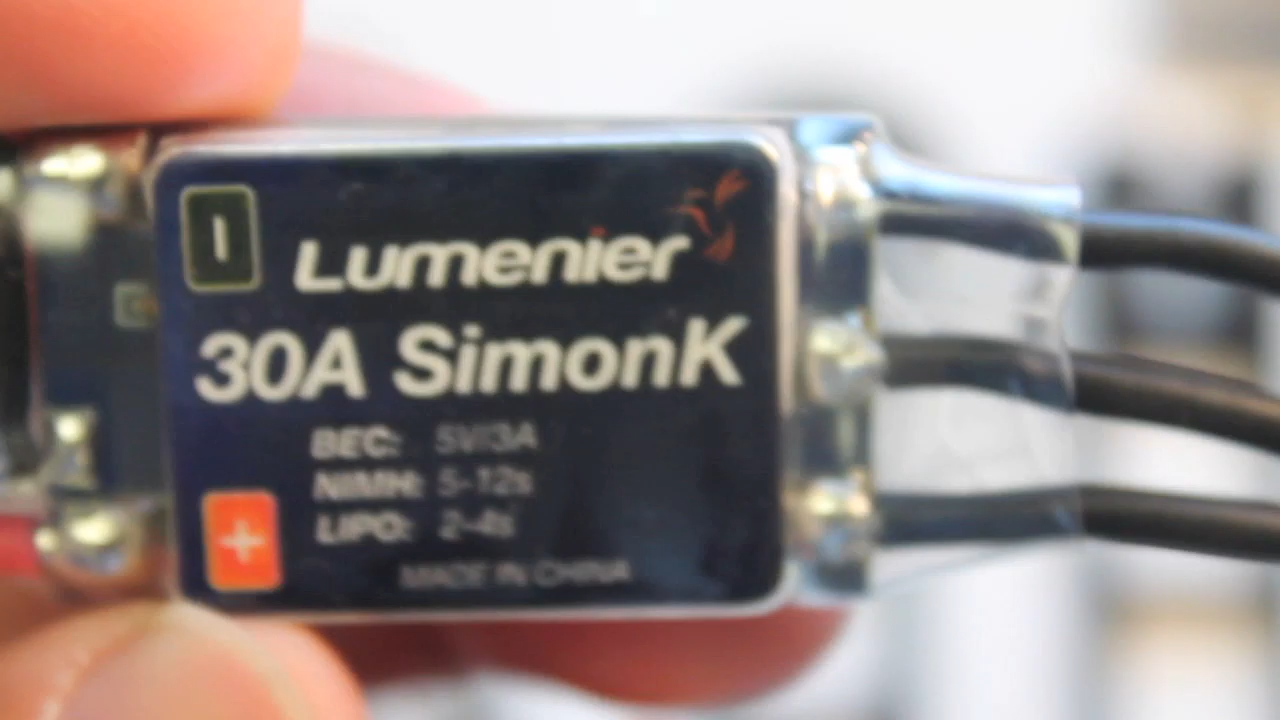 Lumenier
30A SimonK
BEC: 5V/3A
NIMH: 5-12s
LIPO: 2-4s
+
MADE IN CHINA